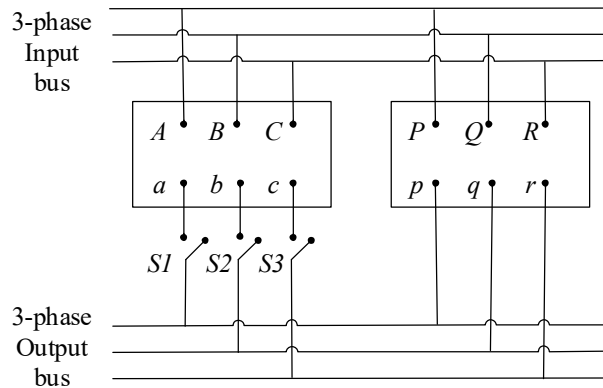 3-phase
Input
bus
A B C
P Q R
a b c
p q r
S1 S2 S3
3-phase
Output
bus